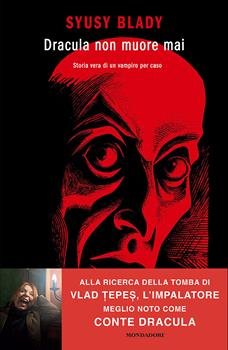 SYUSY BLADY
Dracula non muore mai
Storia vera di un vampiro per caso
ALLA RICERCA DELLA TOMBA DI
VLAD ȚEPEȘ, L'IMPALATORE
MEGLIO NOTO COME
CONTE DRACULA
MONDADORI